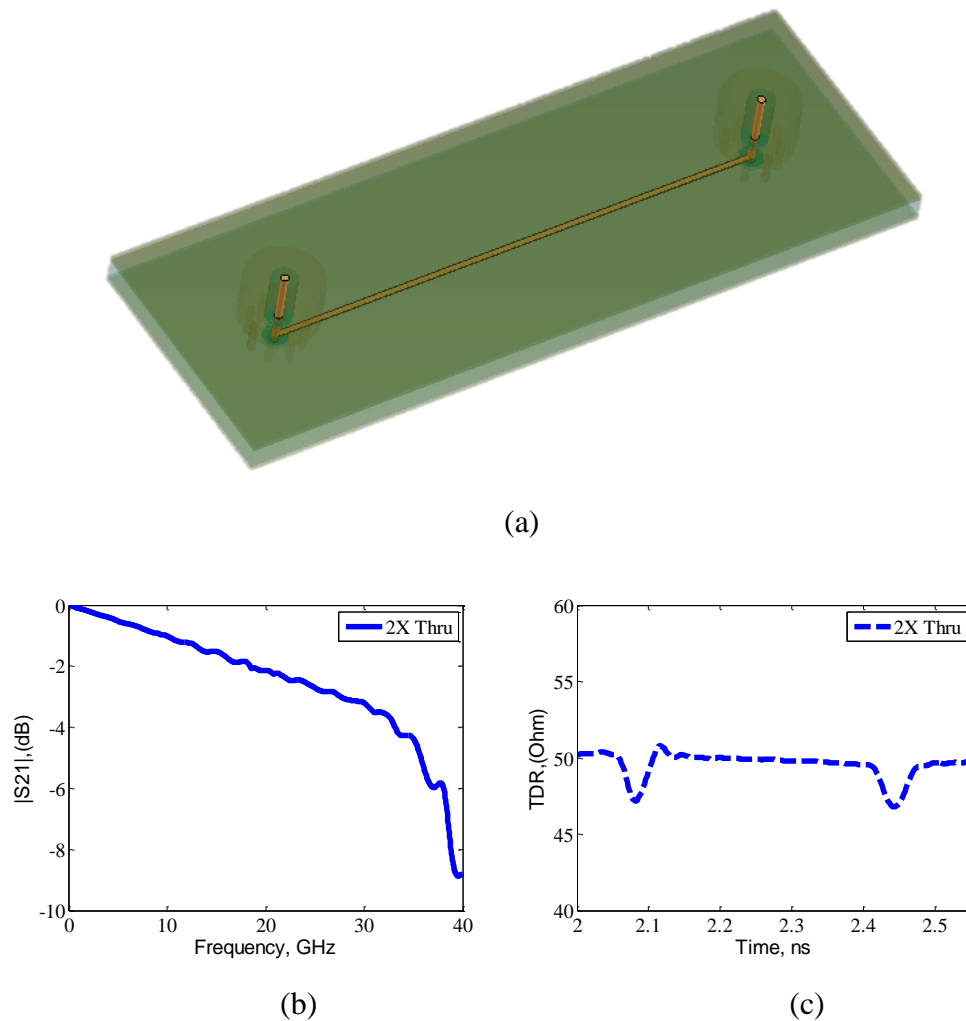 (a)
0
-2
-4
-6
-8
-10
|S21|,(dB)
2X Thru
0 10 20 30 40
Frequency, GHz
(b)
60
55
50
45
40
TDR,(Ohm)
2X Thru
2 2.1 2.2 2.3 2.4 2.5
Time, ns
(c)